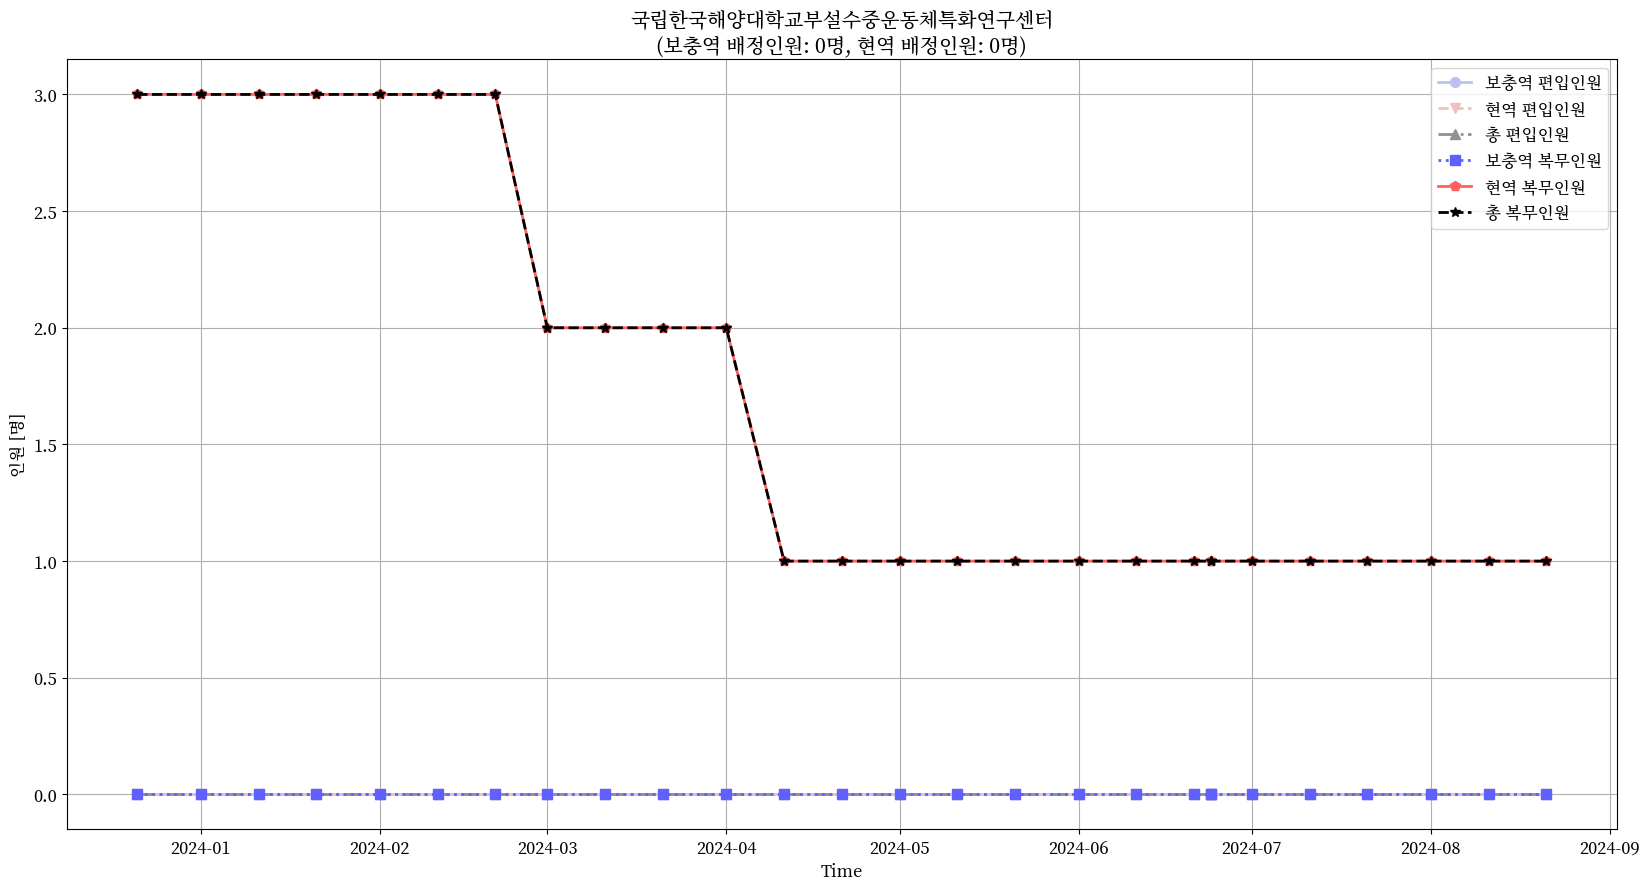 국립한국해양대학교부설수중운동체특화연구센터
(보충역 배정인원: 0명, 현역 배정인원: 0명)
보충역 편입인원
현역 편입인원
총 편입인원
보충역 복무인원
현역 복무인원
총 복무인원
인원 [명]
3.0
2.5
2.0
1.5
1.0
0.5
0.0
2024-01 2024-02 2024-03 2024-04 2024-05 2024-06 2024-07 2024-08 2024-09
Time